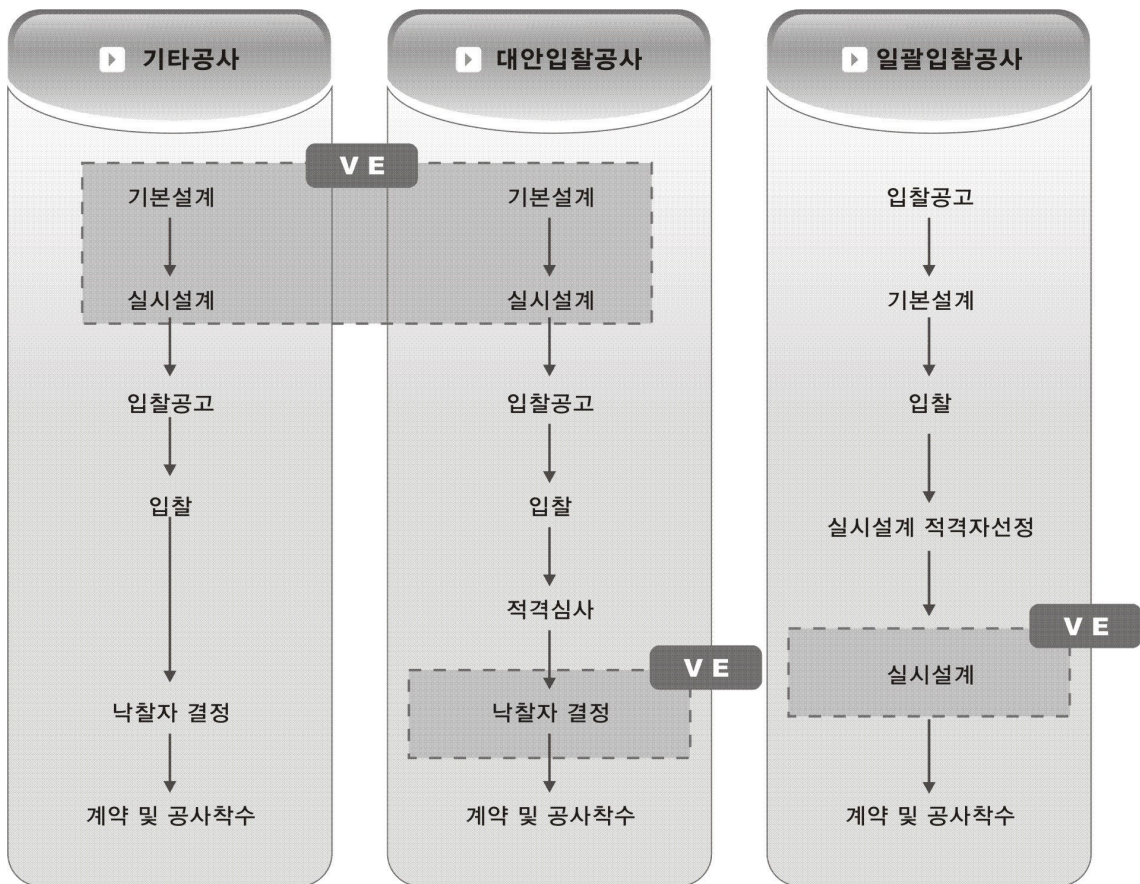 기타공사
VE
기본설계
실시설계
입찰공고
입찰
낙찰자 결정
계약 및 공사착수
대안입찰공사
기본설계
실시설계
입찰공고
입찰
적격심사
VE
낙찰자 결정
계약 및 공사착수
일괄입찰공사
입찰공고
기본설계
입찰
실시설계 적격자선정
VE
실시설계
계약 및 공사착수